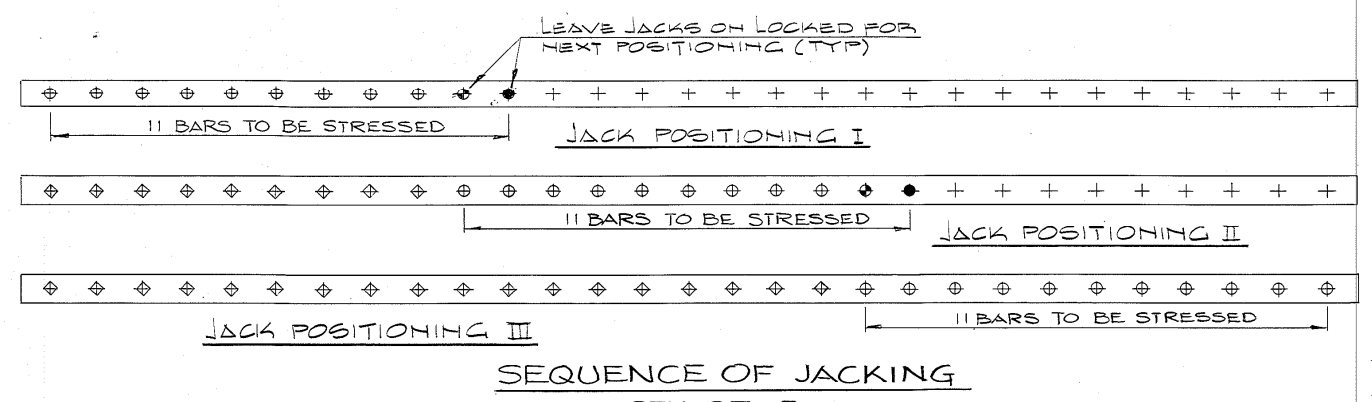 LEAVE JACKS ON LOCKED FOR
NEXT POSITIONING (TYP)
11 BARS TO BE STRESSED
JACK POSITIONING I
11 BARS TO BE STRESSED
JACK POSITIONING II
11 BARS TO BE STRESSED
JACK POSITIONING III
SEQUENCE OF JACKING